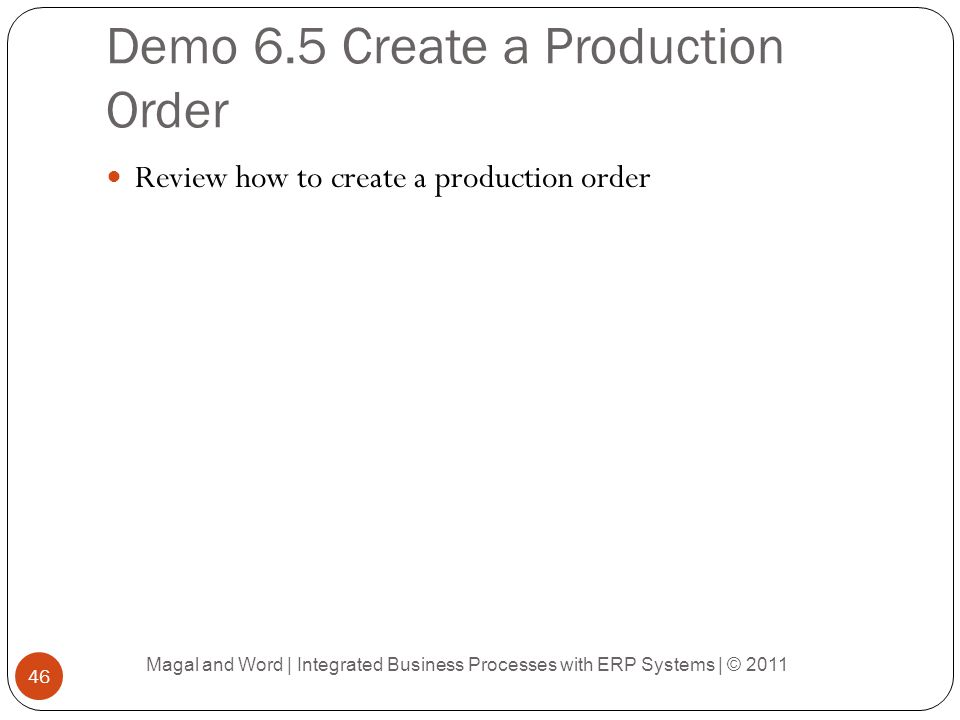 Demo 6.5 Create a Production
Order
Review how to create a production order
Magal and Word | Integrated Business Processes with ERP Systems | © 2011
46